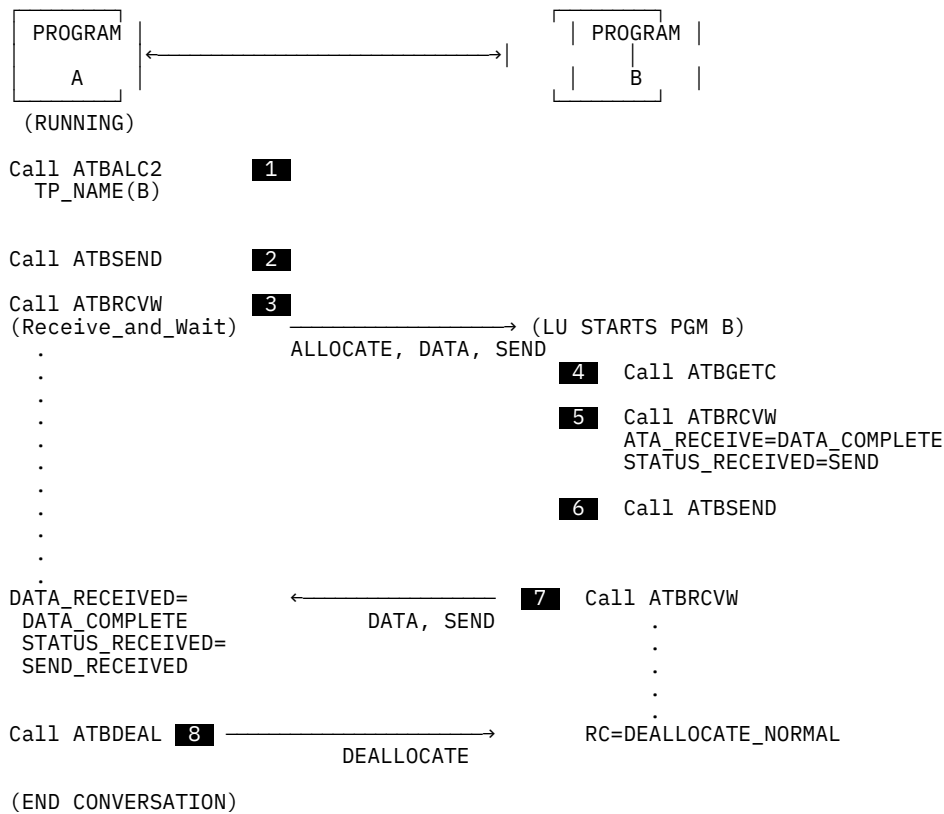 PROGRAM PROGRAM
A B
(RUNNING)
Call ATBALC2 1
TP_NAME(B)
Call ATBSEND 2
Call ATBRCVW 3
(Receive_and_Wait) (LU STARTS PGM B)
ALLOCATE, DATA, SEND
4 Call ATBGETC
5 Call ATBRCVW
ATA_RECEIVE=DATA_COMPLETE
STATUS_RECEIVED=SEND
6 Call ATBSEND
DATA_RECEIVED= 7 Call ATBRCVW
DATA_COMPLETE DATA, SEND
STATUS_RECEIVED=
SEND_RECEIVED
Call ATBDEAL 8 RC=DEALLOCATE_NORMAL
DEALLOCATE
(END CONVERSATION)